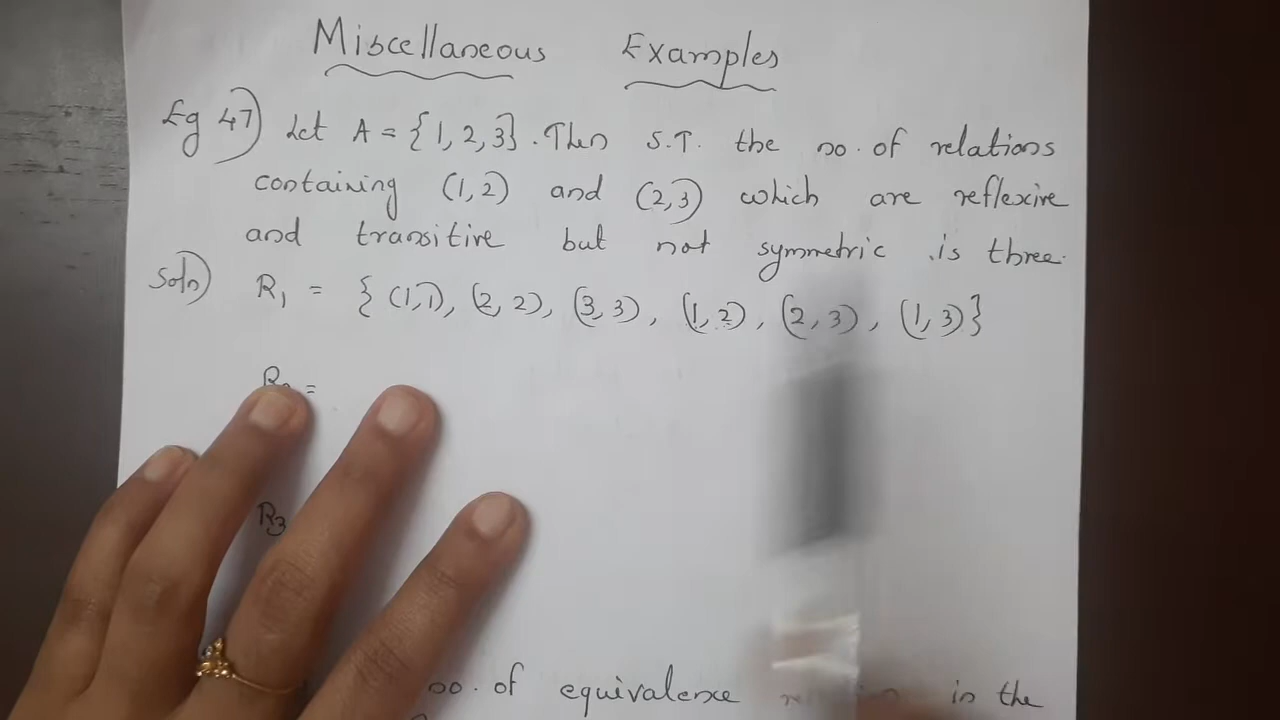 Miscellaneous Examples
Eg 47) Let A = {1, 2, 3}. Then S.T. the no. of relations
containing (1,2) and (2,3) which are reflexive
and transitive but not symmetric is three.
Soln) R₁ = {(1,1), (2,2), (3,3), (1,2), (2,3), (1,3)}
R₂ =
R₃
no. of equivalence in the